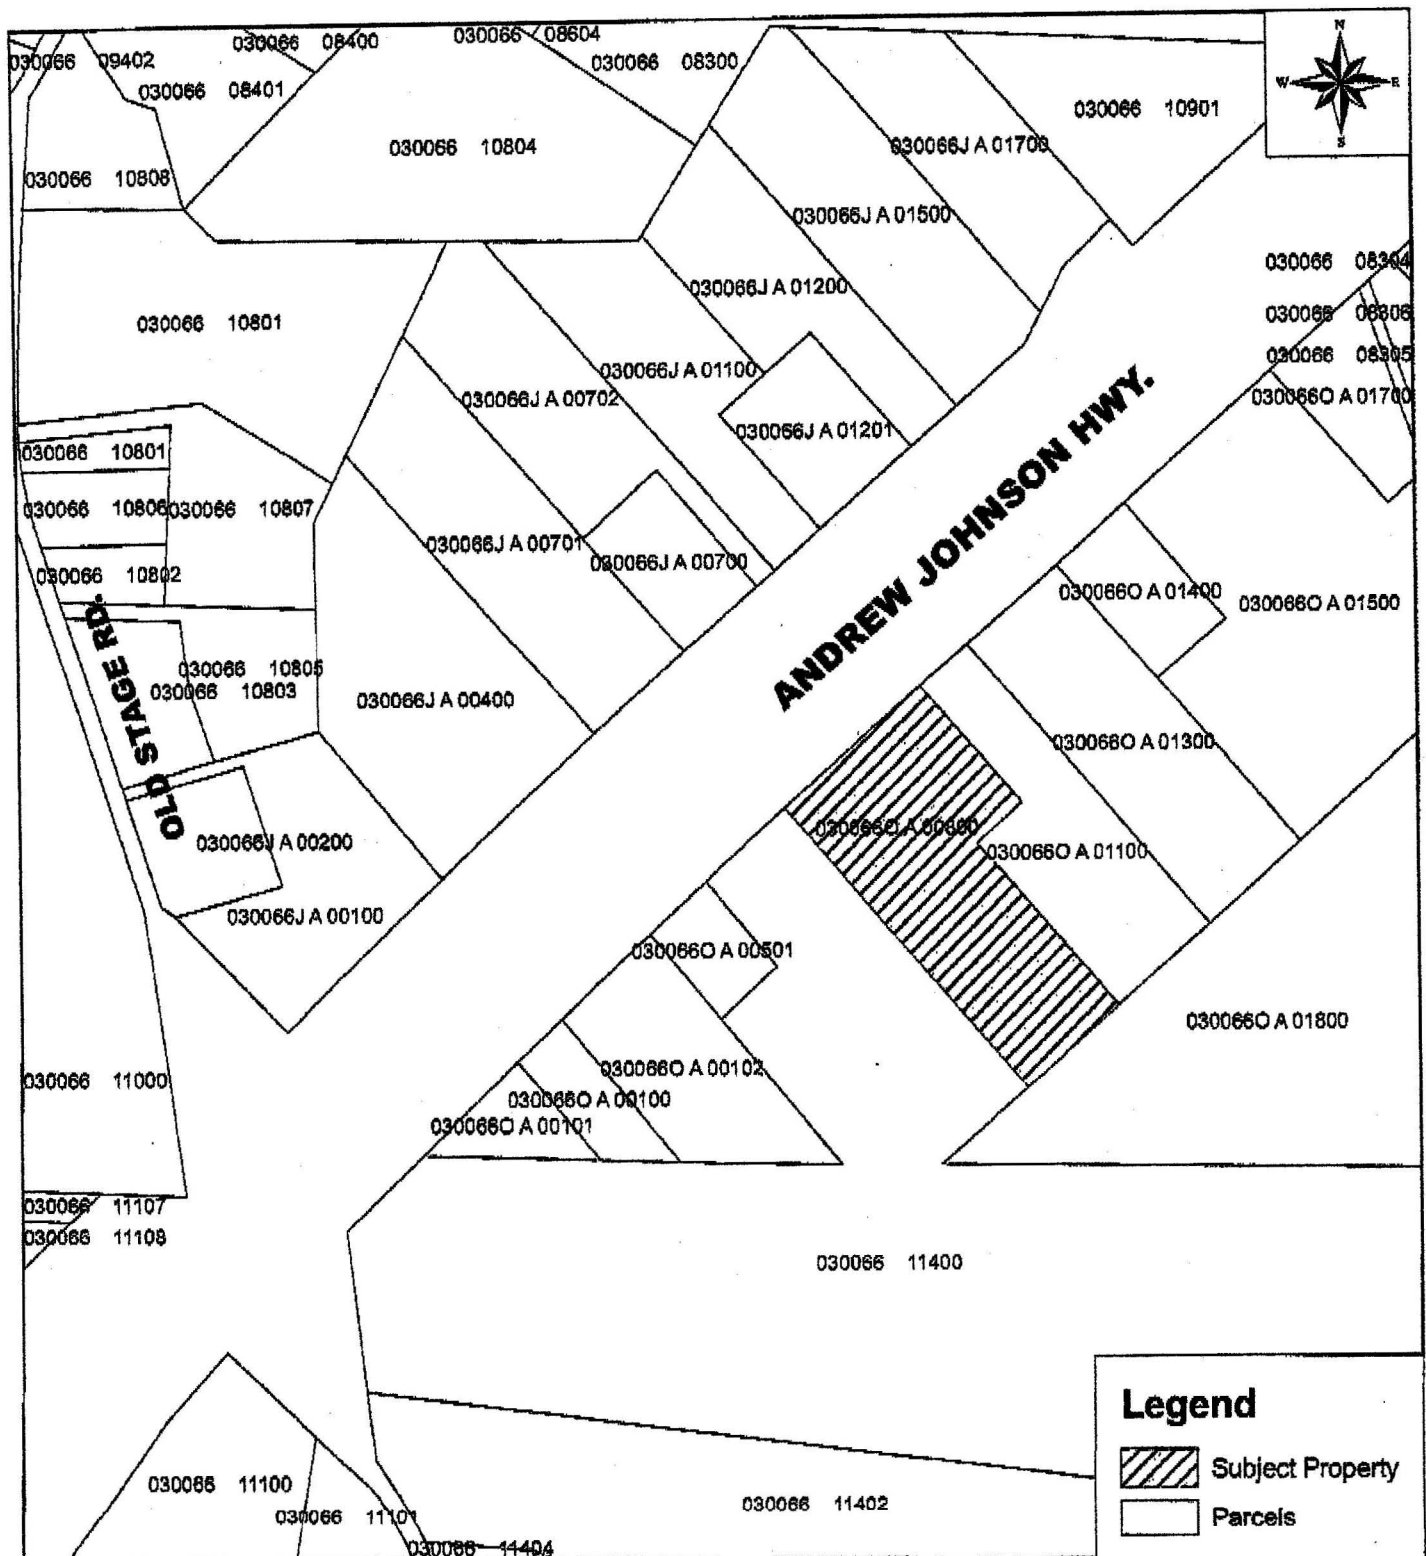 N
W E
S
030066 09402
030066 08400
030066 08604
030066 08300
030066 08401
030066 10901
030066 10804
030066J A 01700
030066 10808
030066J A 01500
030066 08304
030066J A 01200
030066 08306
030066 10801
030066 08305
030066J A 01100
030066O A 01700
030066J A 00702
030066J A 01201
ANDREW JOHNSON HWY.
030066 10801
030066 10806
030066 10807
030066J A 00701
030066J A 00700
030066 10802
030066O A 01400
030066O A 01500
OLD STAGE RD.
030066 10805
030066 10803
030066J A 00400
030066O A 01300
030066J A 00200
030066O A 01100
030066J A 00100
030066O A 00501
030066O A 01800
030066O A 00102
030066 11000
030066O A 00100
030066O A 00101
030066 11107
030066 11108
030066 11400
Legend
Subject Property
Parcels
030066 11100
030066 11101
030066 11402
030066 11404